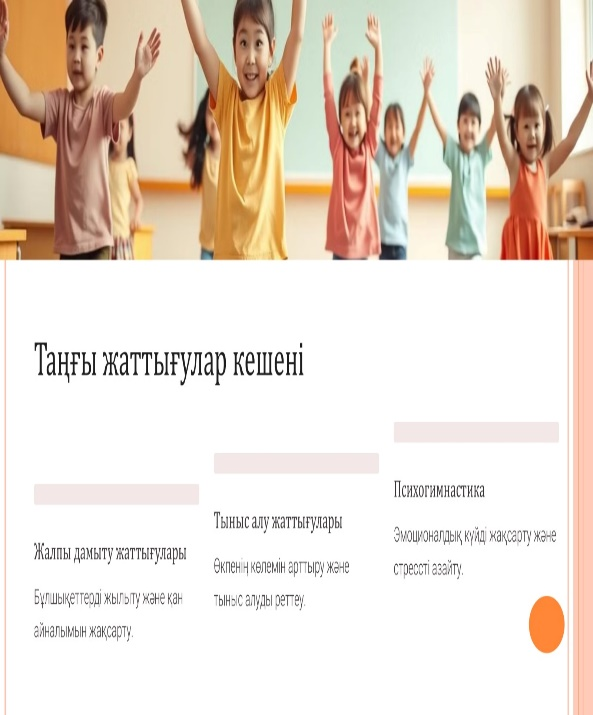 Таңғы жаттығулар кешені
Жалпы дамыту жаттығулары
Бұлшықеттерді жылыту және қан
айналымын жақсарту.
Тыныс алу жаттығулары
Өкпенің көлемін арттыру және
тыныс алуды реттеу.
Психогимнастика
Эмоционалдық күйді жақсарту және
стрессті азайту.